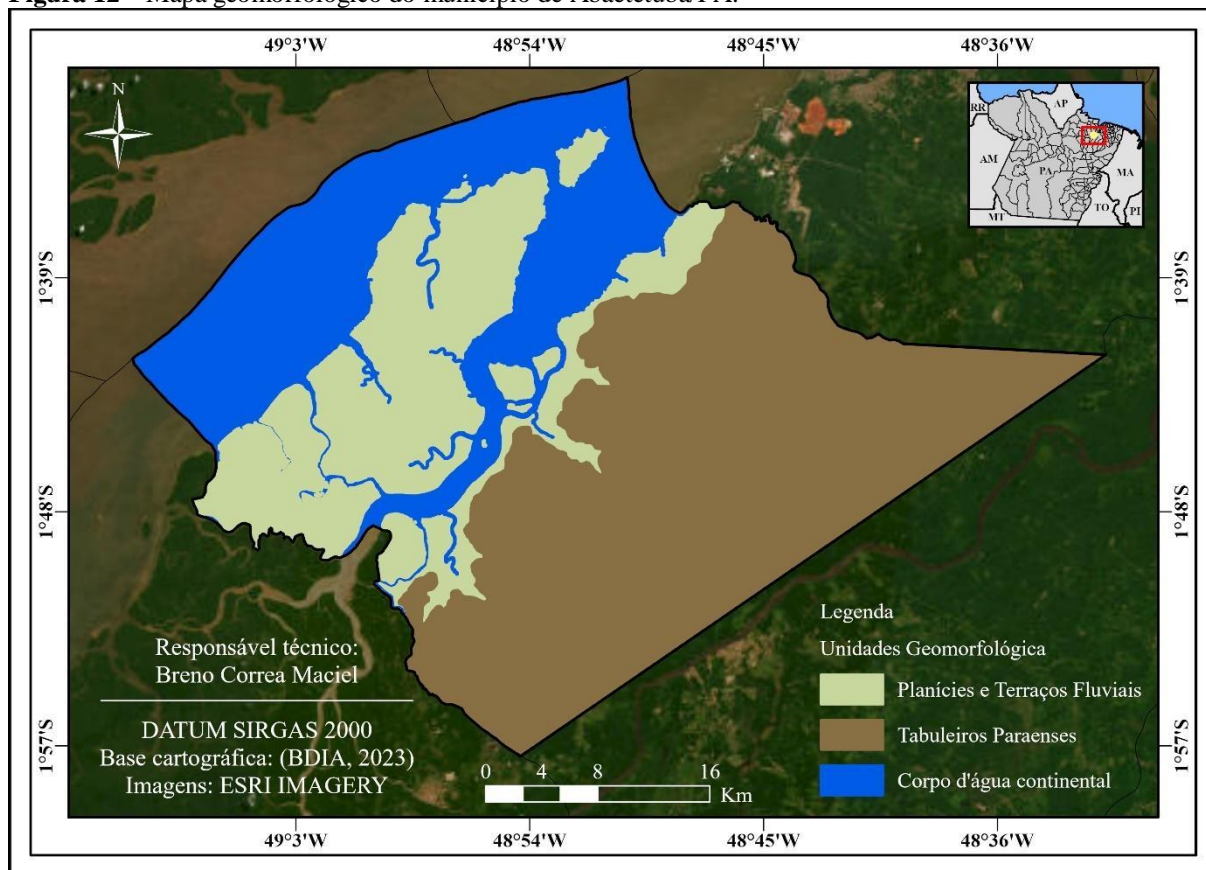 Figura 12 – Mapa geomorfológico do município de Abaetetuba/PA.
49°3'W 48°54'W 48°45'W 48°36'W
N
RR
AP
AM
PA
MA
TO
PI
MT
1°39'S 1°39'S
1°48'S 1°48'S
1°57'S 1°57'S
Responsável técnico:
Breno Correa Maciel
DATUM SIRGAS 2000
Base cartográfica: (BDIA, 2023)
Imagens: ESRI IMAGERY
0 4 8 16
Km
Legenda
Unidades Geomorfológica
Planícies e Terraços Fluviais
Tabuleiros Paraenses
Corpo d'água continental
49°3'W 48°54'W 48°45'W 48°36'W